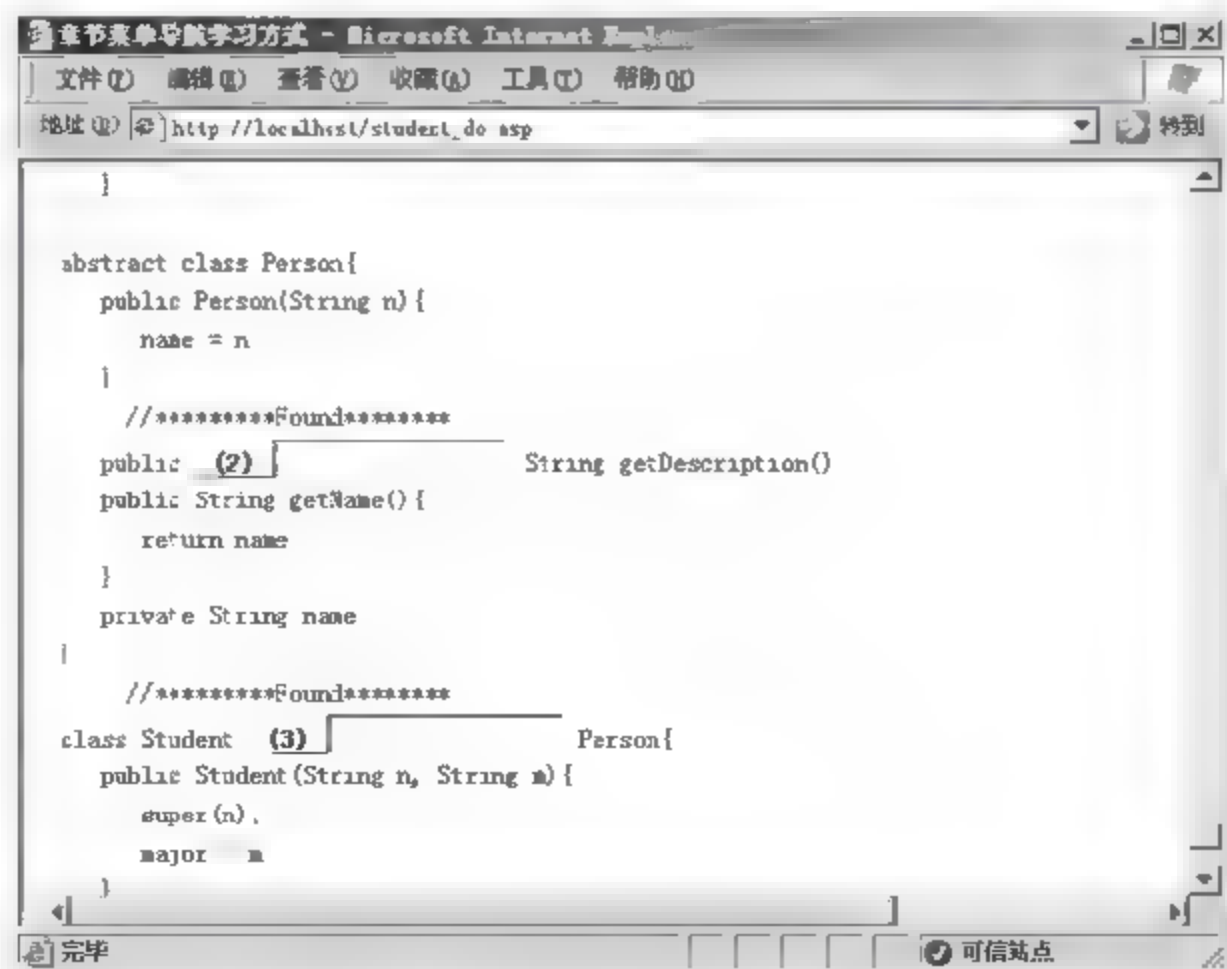 章节菜单导航学习方式 - Microsoft Internet
文件(F) 编辑(E) 查看(V) 收藏(A) 工具(T) 帮助(H)
地址(D) http //localhost/student_do asp 转到
}
abstract class Person{
public Person(String n){
name = n
}
//*********Found********
public (2) String getDescription()
public String getName(){
return name
}
private String name
}
//*********Found********
class Student (3) Person{
public Student(String n, String m){
super(n),
major m
}
完毕 可信站点